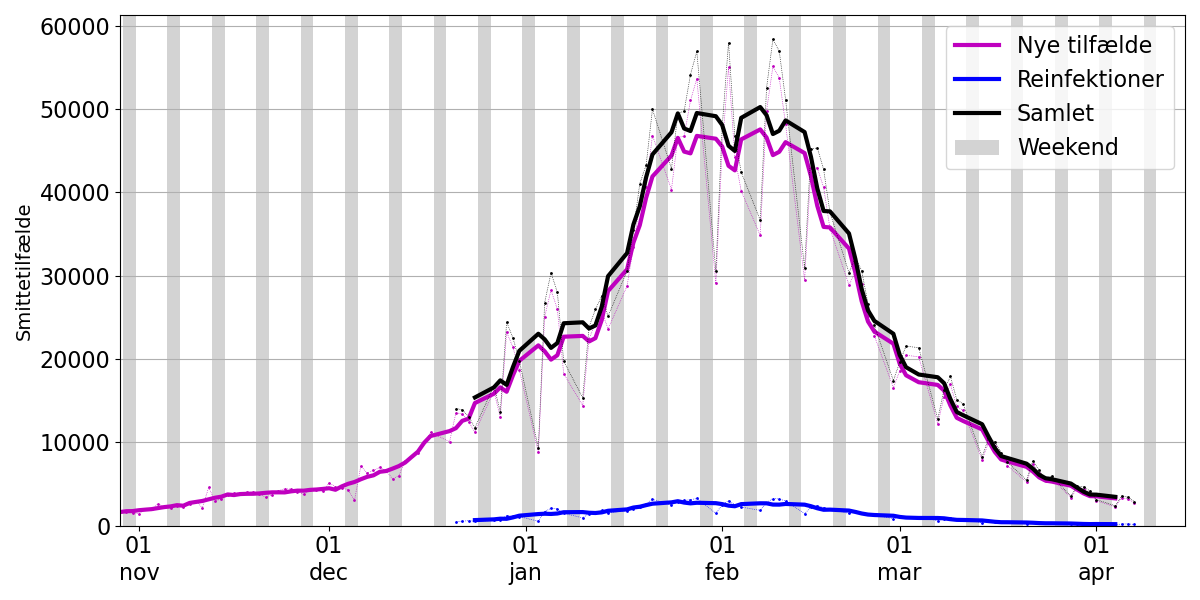 60000
50000
40000
30000
20000
10000
0
Smittetilfælde
Nye tilfælde
Reinfektioner
Samlet
Weekend
01 01 01 01 01 01
nov dec jan feb mar apr